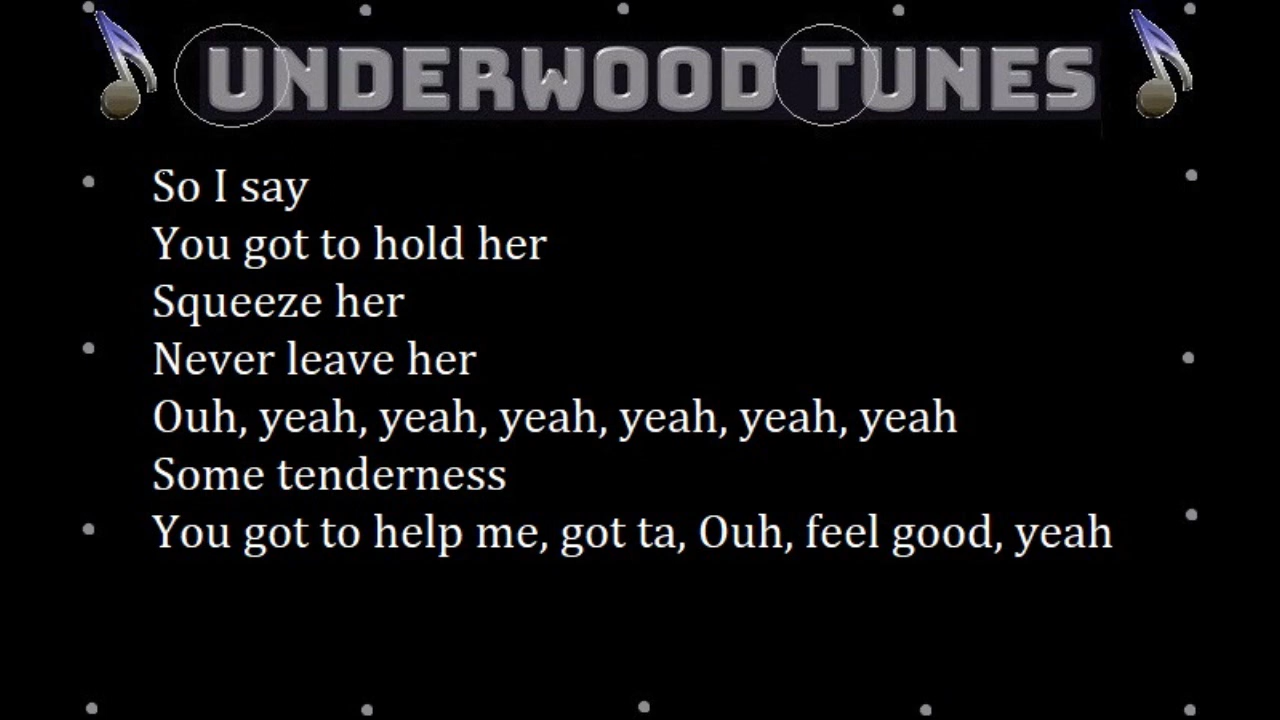 UNDERWOOD TUNES
So I say
You got to hold her
Squeeze her
Never leave her
Ouh, yeah, yeah, yeah, yeah, yeah, yeah
Some tenderness
You got to help me, got ta, Ouh, feel good, yeah